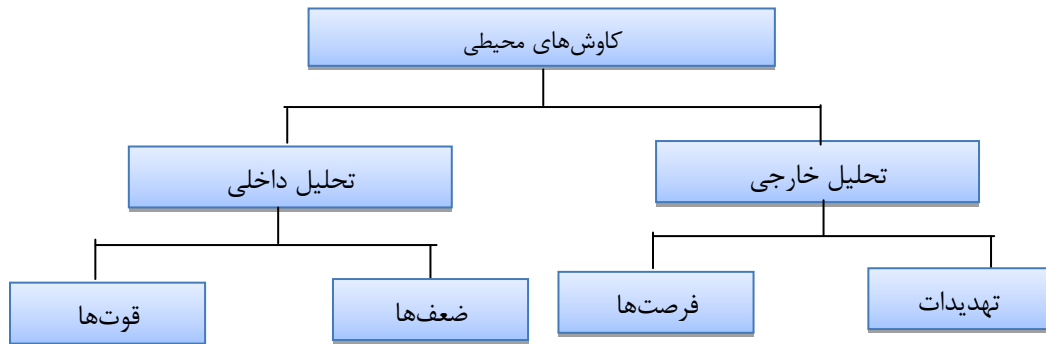 کاوش‌های محیطی
تحلیل خارجی
تحلیل داخلی
تهدیدات
فرصت‌ها
ضعف‌ها
قوت‌ها